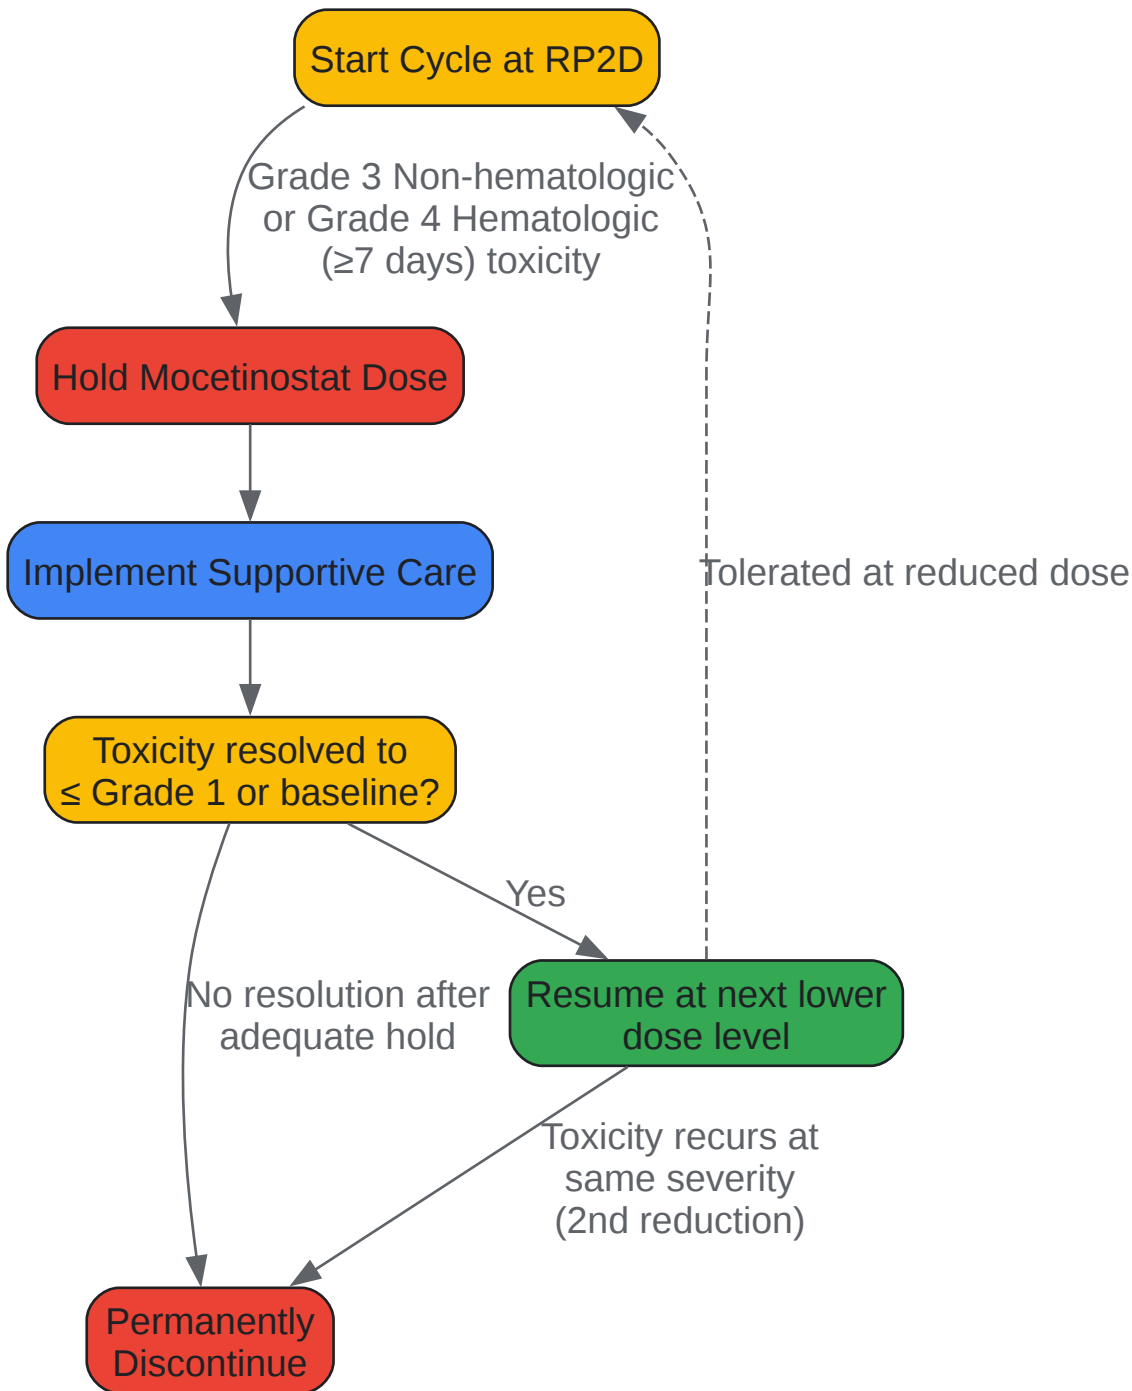 Start Cycle at RP2D
Grade 3 Non-hematologic
or Grade 4 Hematologic
(≥7 days) toxicity
Hold Mocetinostat Dose
Implement Supportive Care
Tolerated at reduced dose
Toxicity resolved to
≤ Grade 1 or baseline?
Yes
No resolution after
adequate hold
Resume at next lower
dose level
Toxicity recurs at
same severity
(2nd reduction)
Permanently
Discontinue